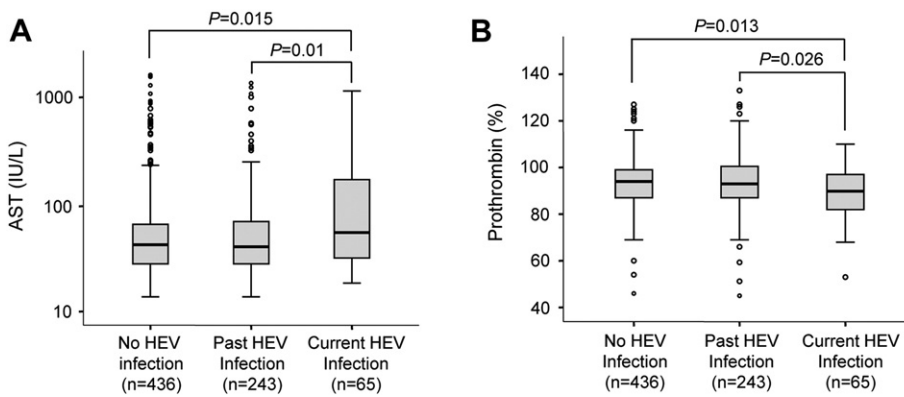 A
P=0.015
P=0.01
AST (IU/L)
1000
100
10
No HEV
infection
(n=436)
Past HEV
Infection
(n=243)
Current HEV
Infection
(n=65)
B
P=0.013
P=0.026
Prothrombin (%)
140
120
100
80
60
40
No HEV
Infection
(n=436)
Past HEV
Infection
(n=243)
Current HEV
Infection
(n=65)